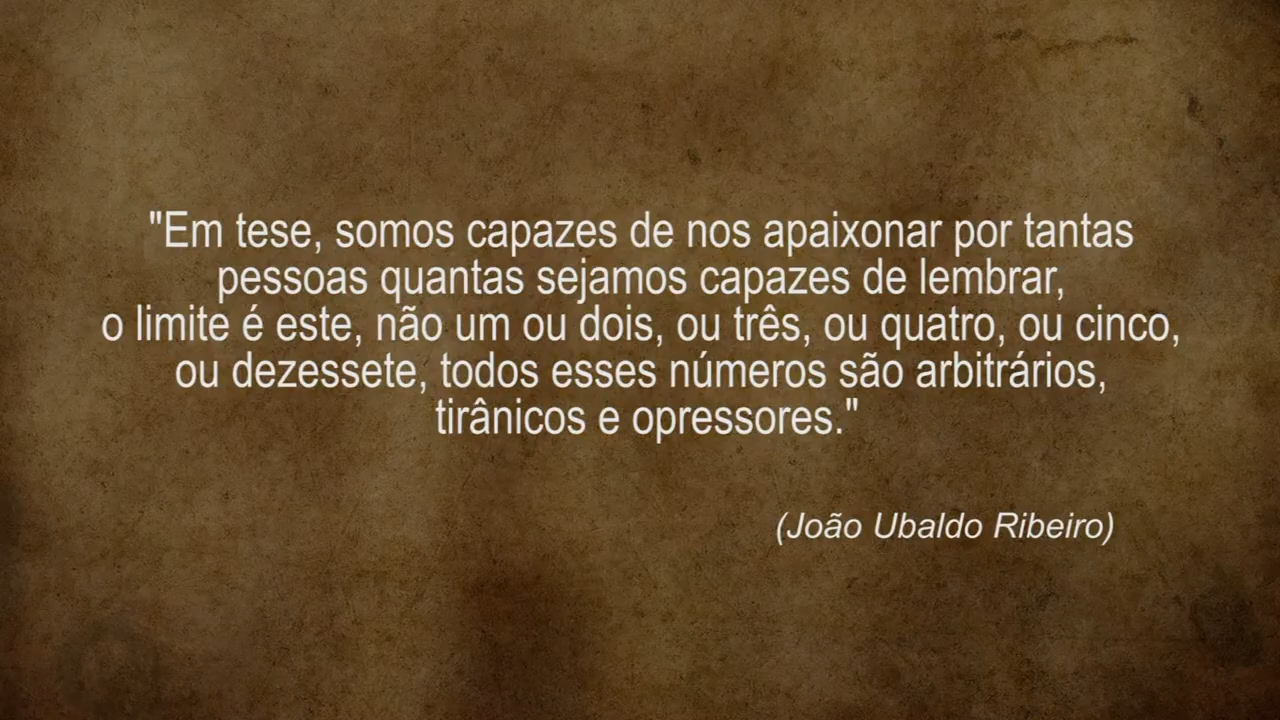 "Em tese, somos capazes de nos apaixonar por tantas
pessoas quantas sejamos capazes de lembrar,
o limite é este, não um ou dois, ou três, ou quatro, ou cinco,
ou dezessete, todos esses números são arbitrários,
tirânicos e opressores."
(João Ubaldo Ribeiro)